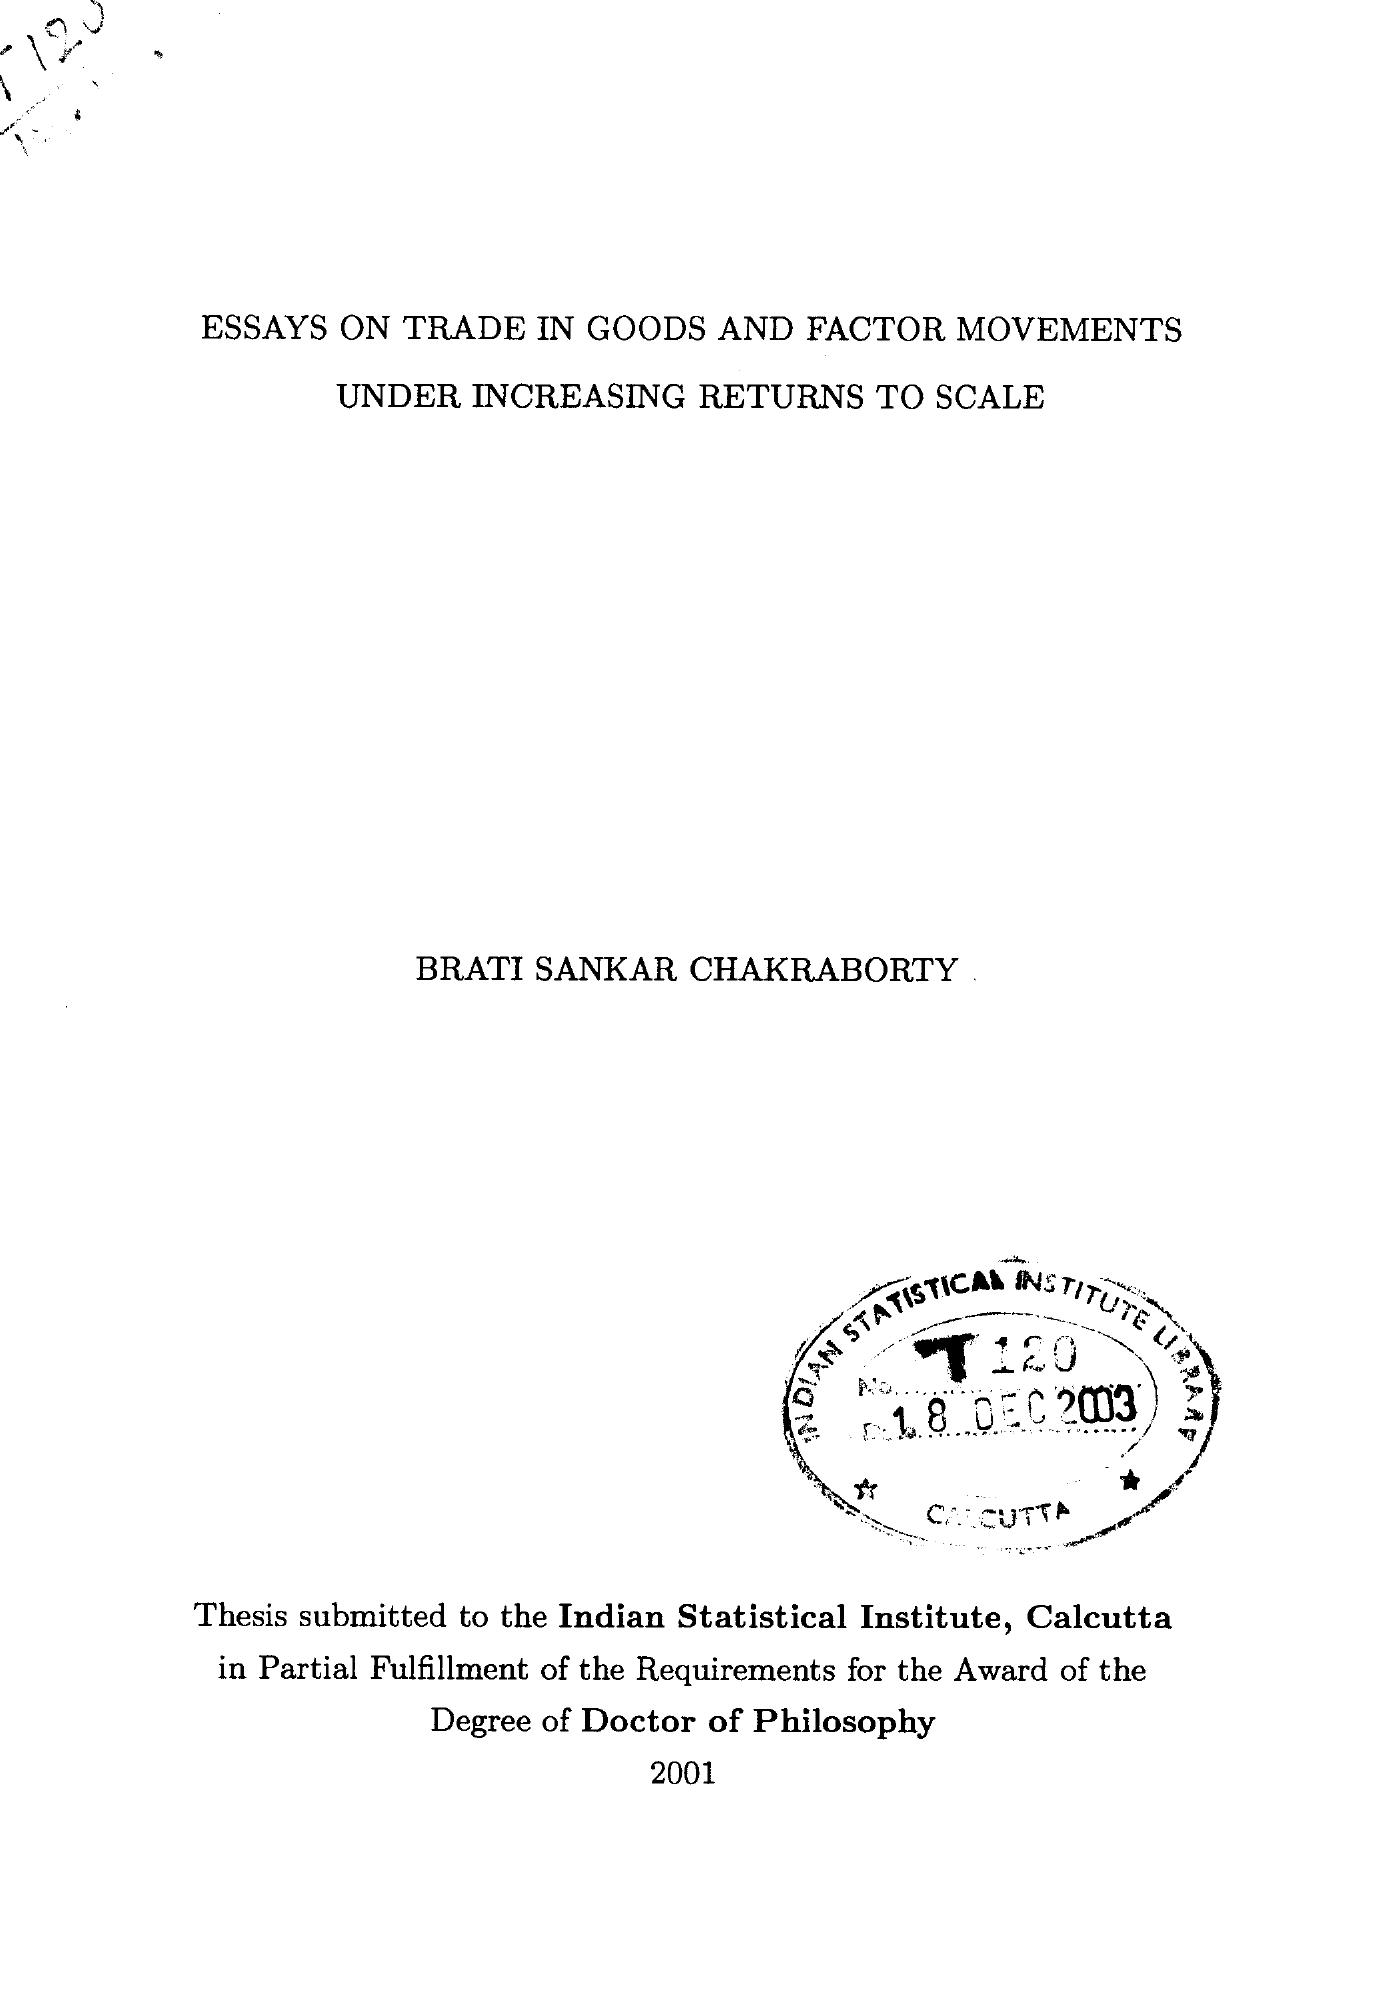 T 120
ESSAYS ON TRADE IN GOODS AND FACTOR MOVEMENTS
UNDER INCREASING RETURNS TO SCALE
BRATI SANKAR CHAKRABORTY
INDIAN STATISTICAL INSTITUTE LIBRARY
No. T 120
18 DEC 2003
CALCUTTA
Thesis submitted to the Indian Statistical Institute, Calcutta
in Partial Fulfillment of the Requirements for the Award of the
Degree of Doctor of Philosophy
2001